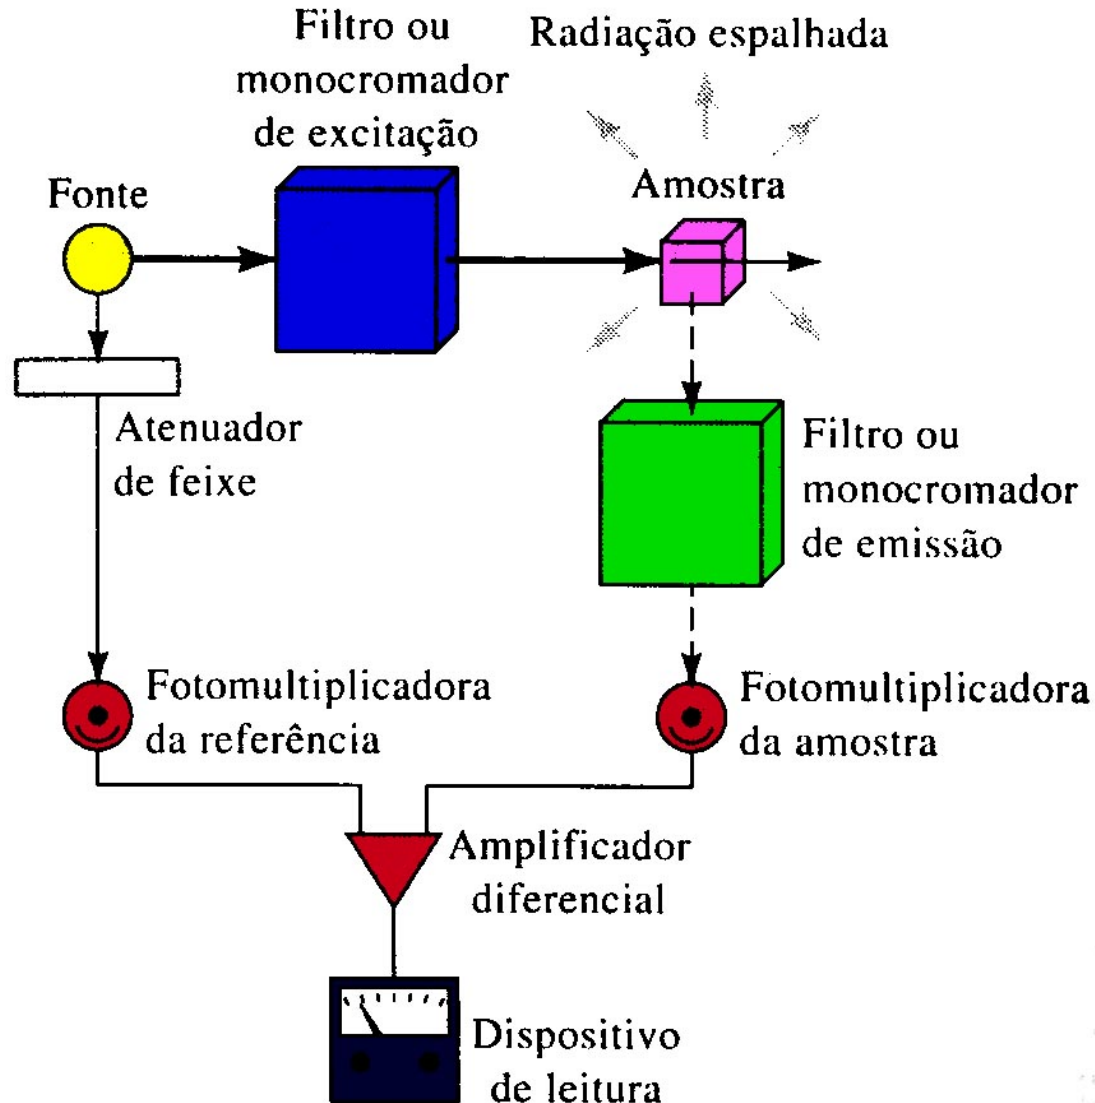 Filtro ou
monocromador
de excitação
Radiação espalhada
Fonte
Amostra
Atenuador
de feixe
Filtro ou
monocromador
de emissão
Fotomultiplicadora
da referência
Fotomultiplicadora
da amostra
Amplificador
diferencial
Dispositivo
de leitura